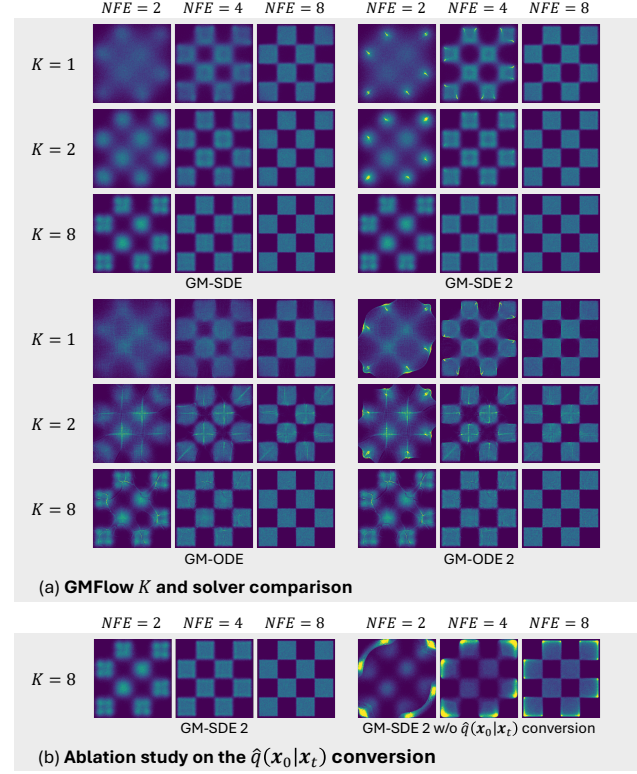 NFE = 2 NFE = 4 NFE = 8 NFE = 2 NFE = 4 NFE = 8
K = 1
K = 2
K = 8
GM-SDE GM-SDE 2
K = 1
K = 2
K = 8
GM-ODE GM-ODE 2
(a) GMFlow K and solver comparison
NFE = 2 NFE = 4 NFE = 8 NFE = 2 NFE = 4 NFE = 8
K = 8
GM-SDE 2 GM-SDE 2 w/o q̂(x₀|xₜ) conversion
(b) Ablation study on the q̂(x₀|xₜ) conversion